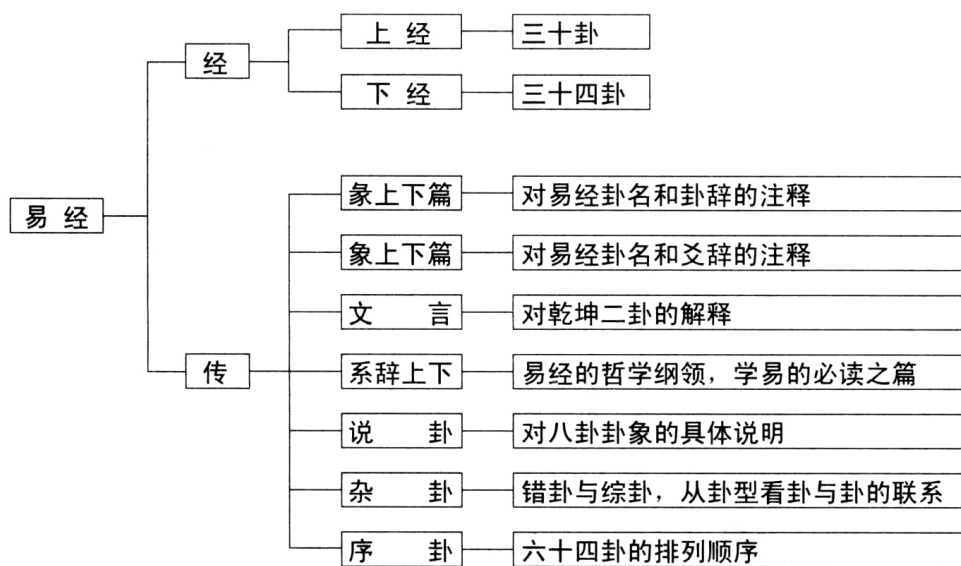 易经
经
上经
三十卦
下经
三十四卦
传
彖上下篇
对易经卦名和卦辞的注释
象上下篇
对易经卦名和爻辞的注释
文言
对乾坤二卦的解释
系辞上下
易经的哲学纲领，学易的必读之篇
说卦
对八卦卦象的具体说明
杂卦
错卦与综卦，从卦型看卦与卦的联系
序卦
六十四卦的排列顺序